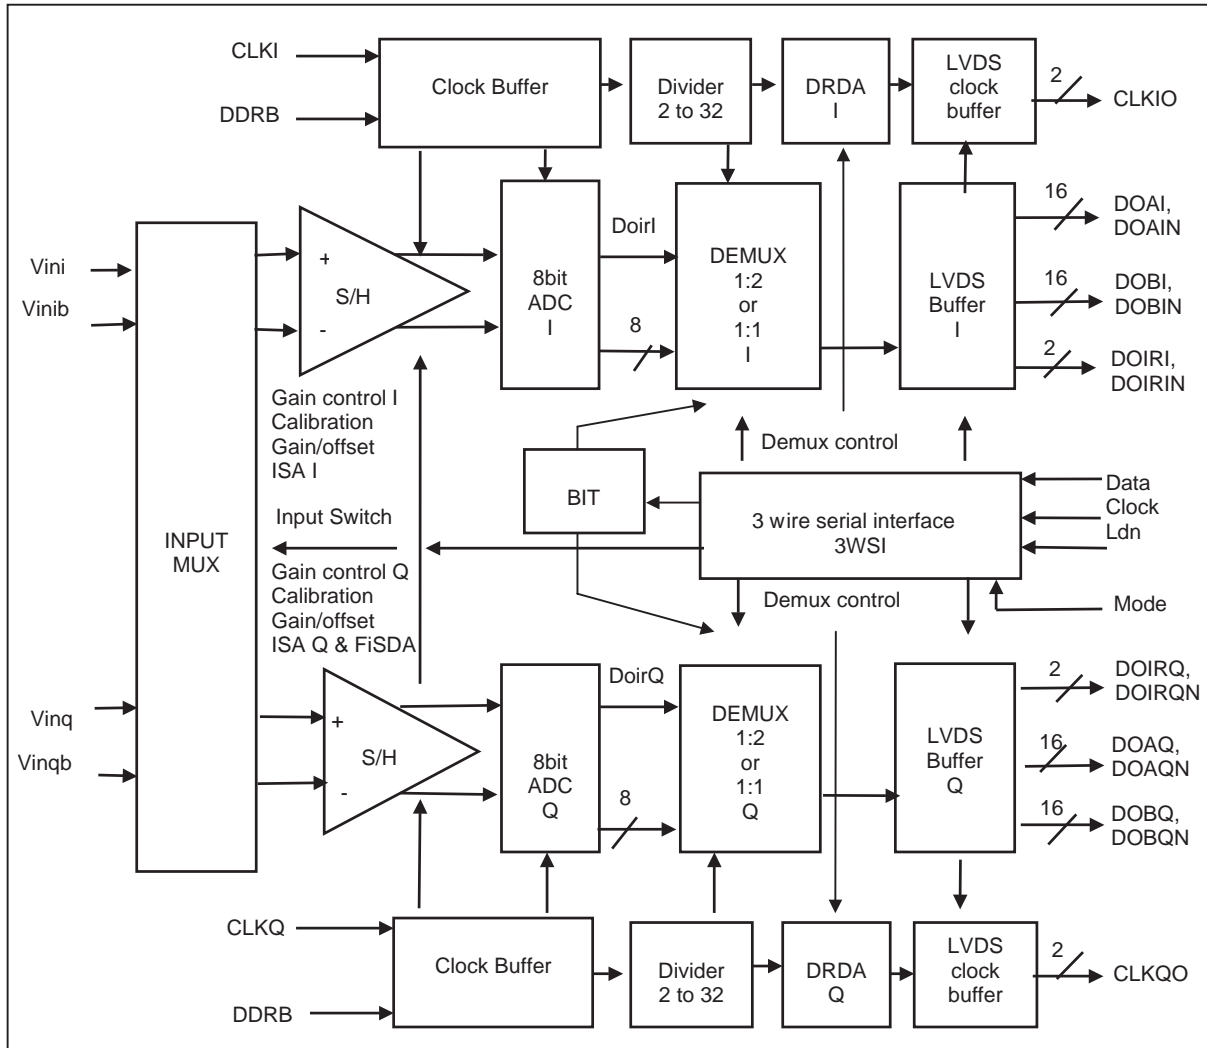 CLKI
DDRB
Clock Buffer
Divider
2 to 32
DRDA
I
LVDS
clock
buffer
2
CLKIO
Vini
Vinib
INPUT
MUX
+
S/H
-
8bit
ADC
I
DoirI
8
DEMUX
1:2
or
1:1
I
LVDS
Buffer
I
16
DOAI,
DOAIN
16
DOBI,
DOBIN
2
DOIRI,
DOIRIN
Gain control I
Calibration
Gain/offset
ISA I
Input Switch
Gain control Q
Calibration
Gain/offset
ISA Q & FiSDA
BIT
Demux control
3 wire serial interface
3WSI
Demux control
Data
Clock
Ldn
Mode
Vinq
Vinqb
+
S/H
-
8bit
ADC
Q
DoirQ
8
DEMUX
1:2
or
1:1
Q
LVDS
Buffer
Q
2
DOIRQ,
DOIRQN
16
DOAQ,
DOAQN
16
DOBQ,
DOBQN
CLKQ
DDRB
Clock Buffer
Divider
2 to 32
DRDA
Q
LVDS
clock
buffer
2
CLKQO